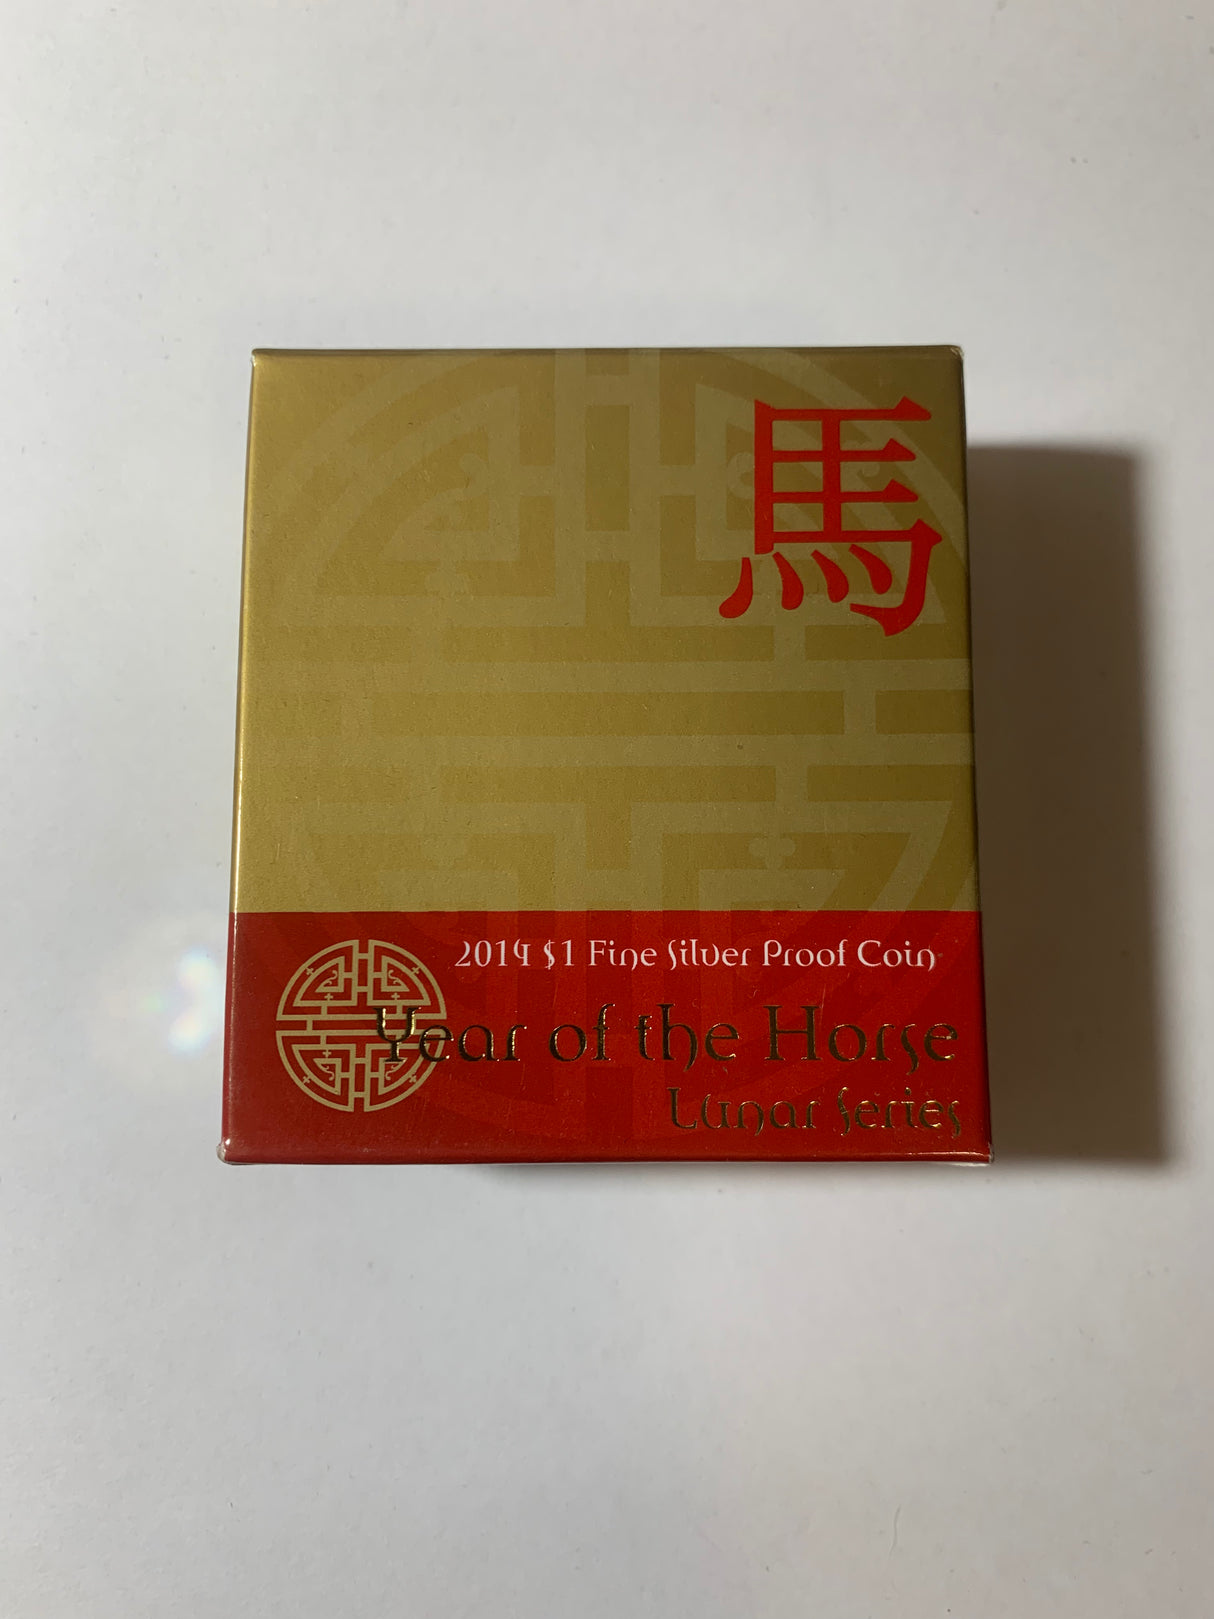 馬
2014 $1 Fine Silver Proof Coin
Year of the Horse
Lunar Series